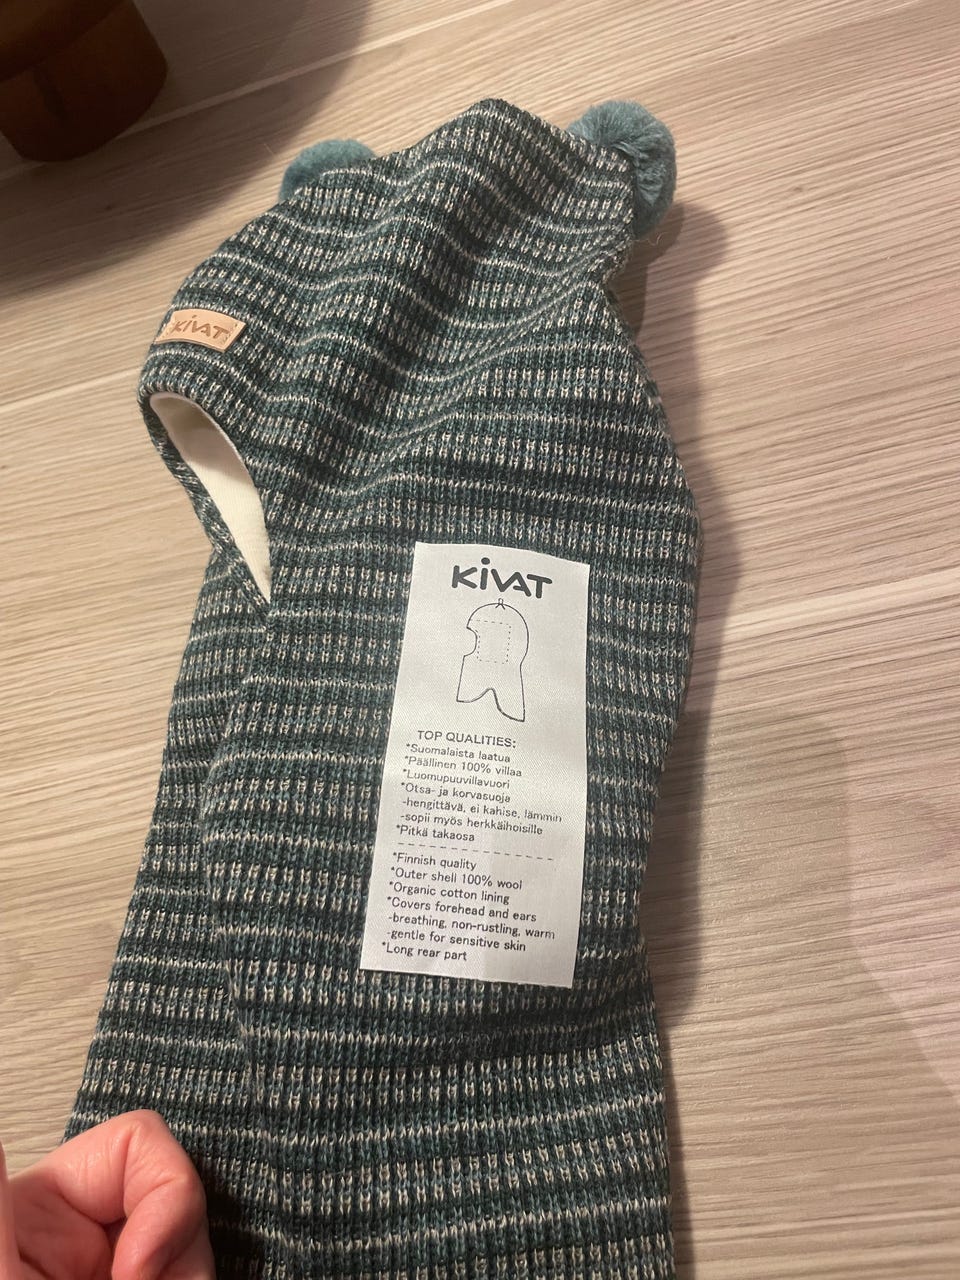 KiVAT
KiVAT
TOP QUALITIES:
*Suomalaista laatua
*Päällinen 100% villaa
*Luomupuuvillavuori
*Otsa- ja korvasuoja
-hengittävä, ei kahise, lämmin
-sopii myös herkkäihoisille
*Pitkä takaosa
*Finnish quality
*Outer shell 100% wool
*Organic cotton lining
*Covers forehead and ears
-breathing, non-rustling, warm
-gentle for sensitive skin
*Long rear part